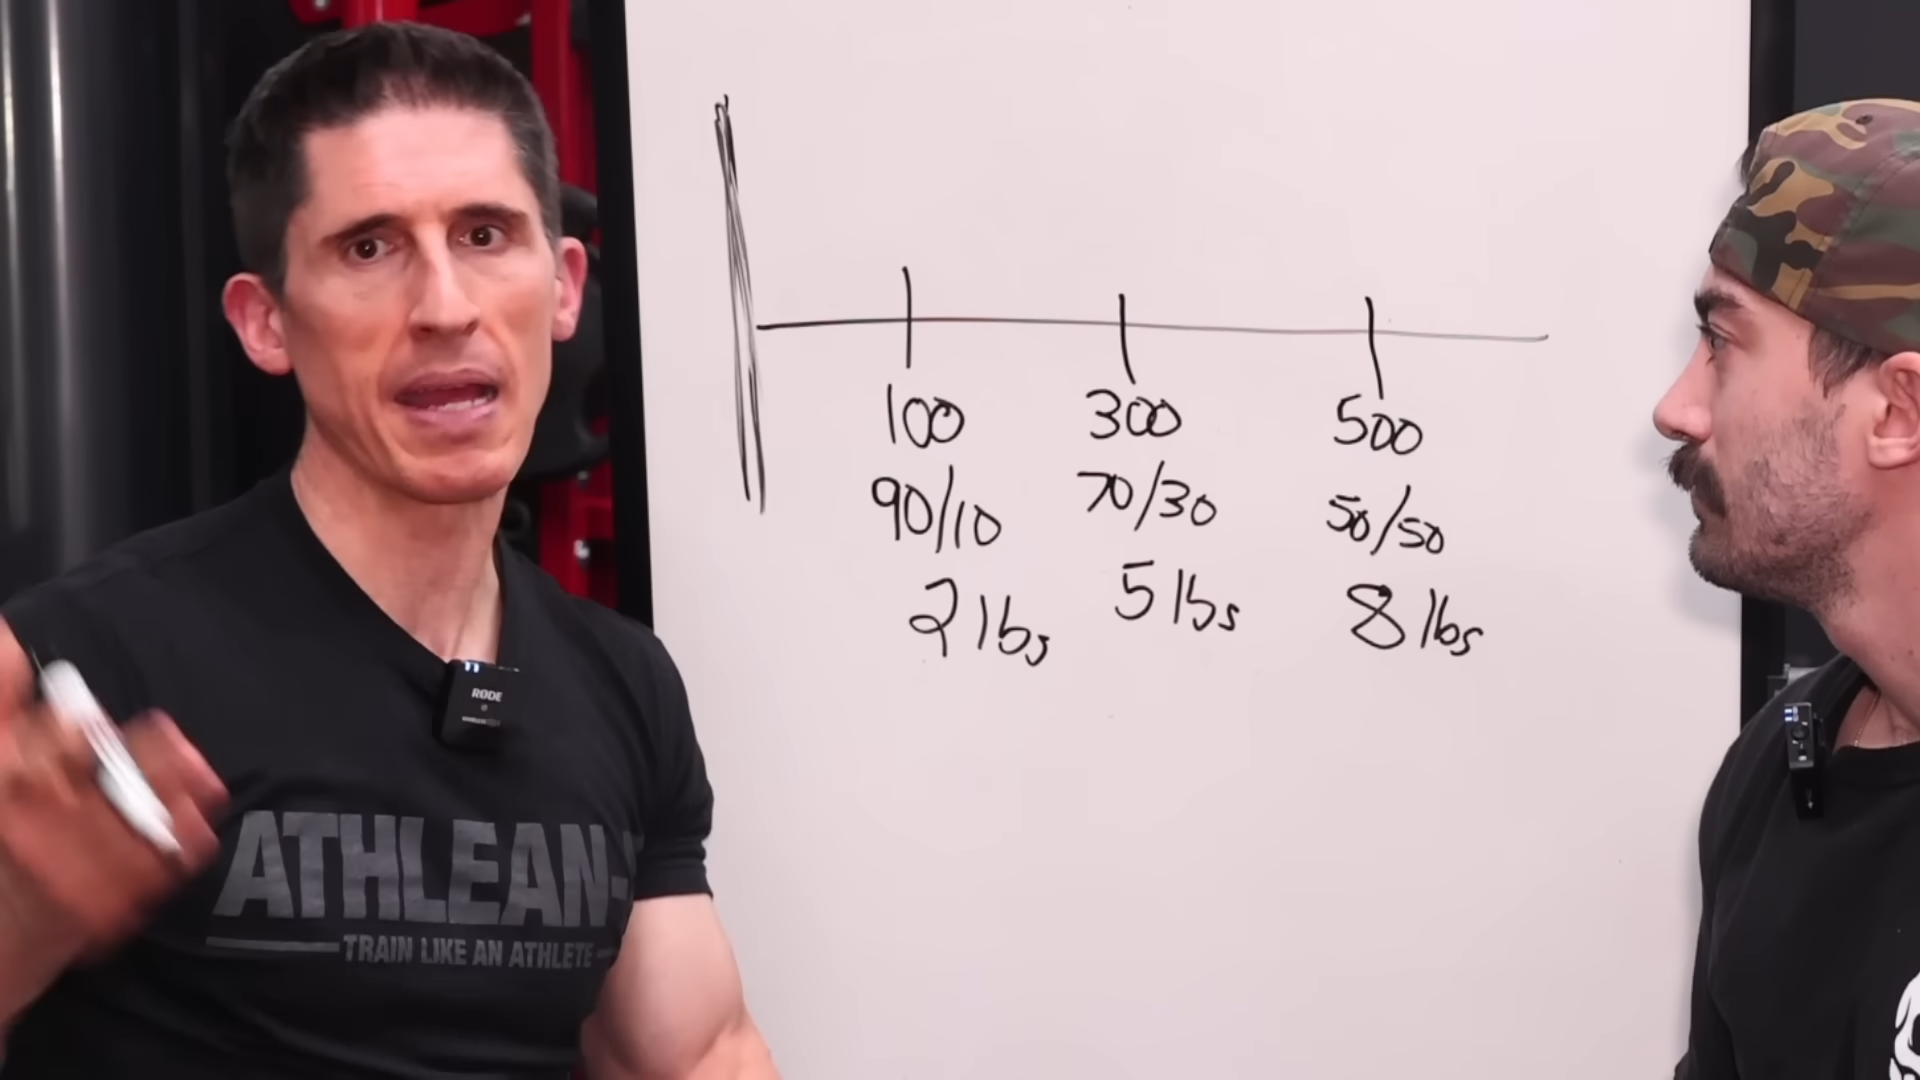 100 300 500
90/10 70/30 50/50
2 lbs 5 lbs 8 lbs
RODE
ATHLEAN-
TRAIN LIKE AN ATHLETE